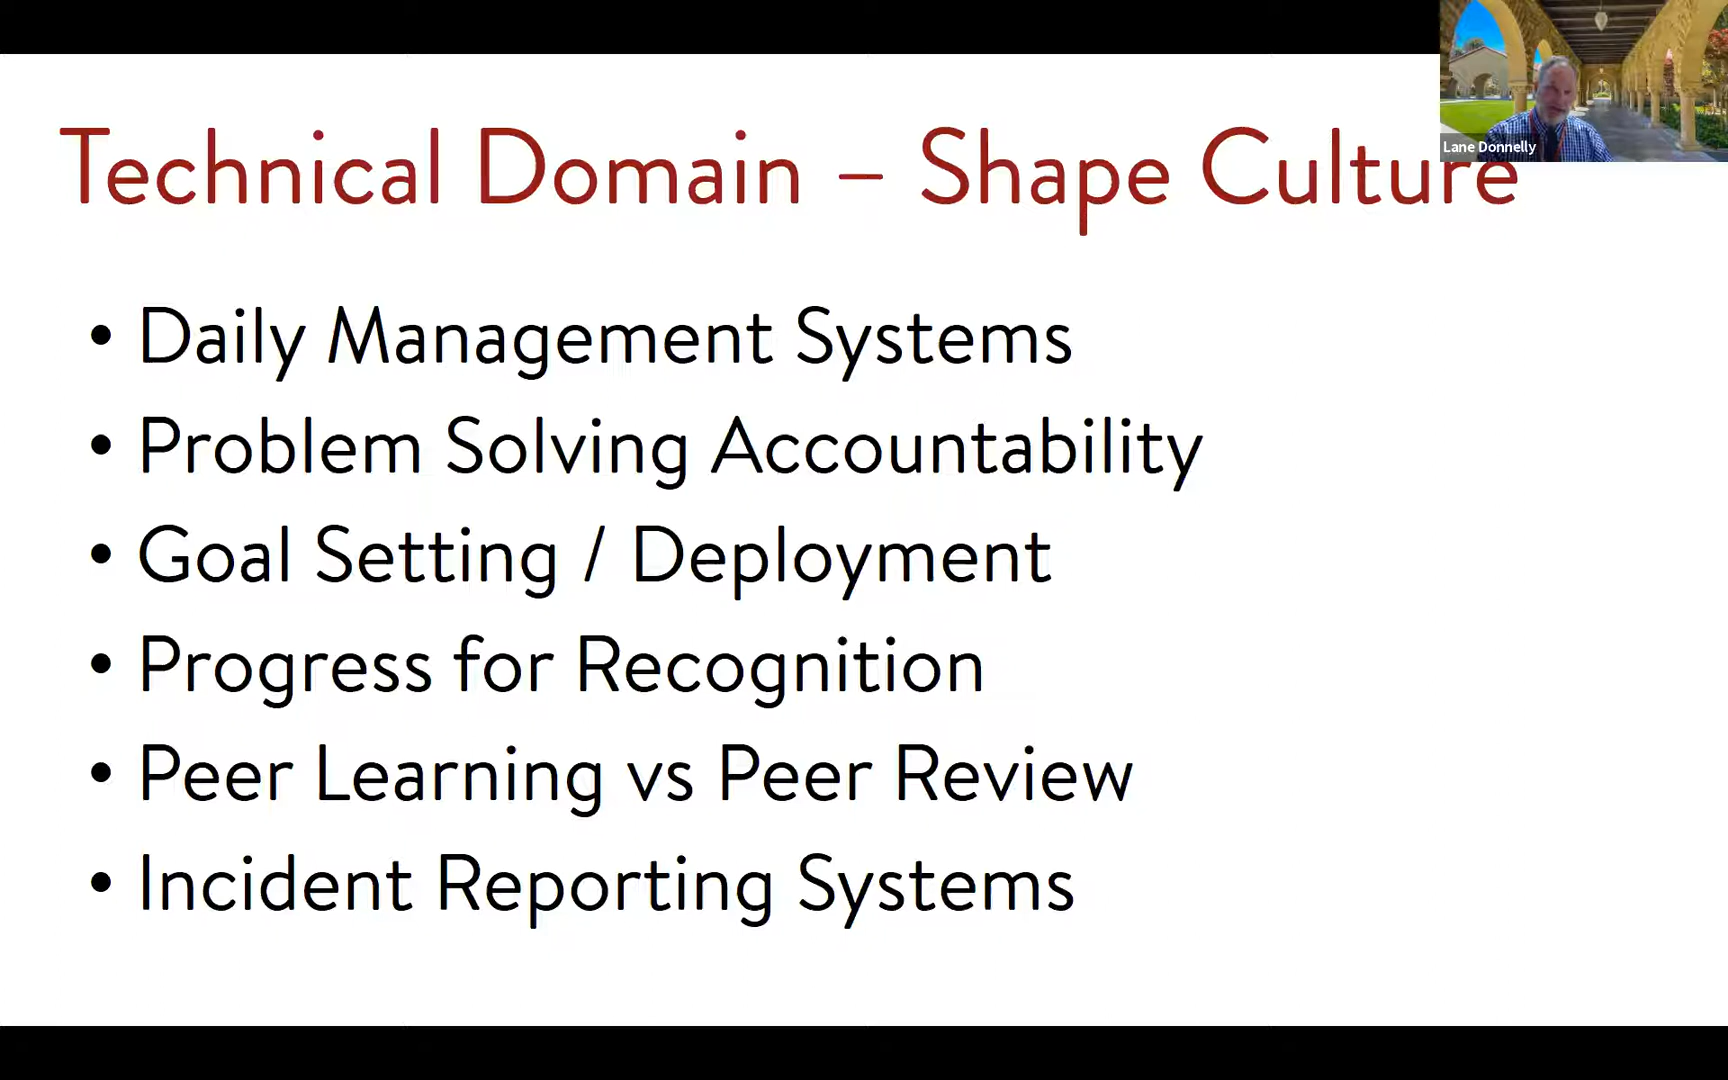 Technical Domain – Shape Culture
Lane Donnelly
• Daily Management Systems
• Problem Solving Accountability
• Goal Setting / Deployment
• Progress for Recognition
• Peer Learning vs Peer Review
• Incident Reporting Systems